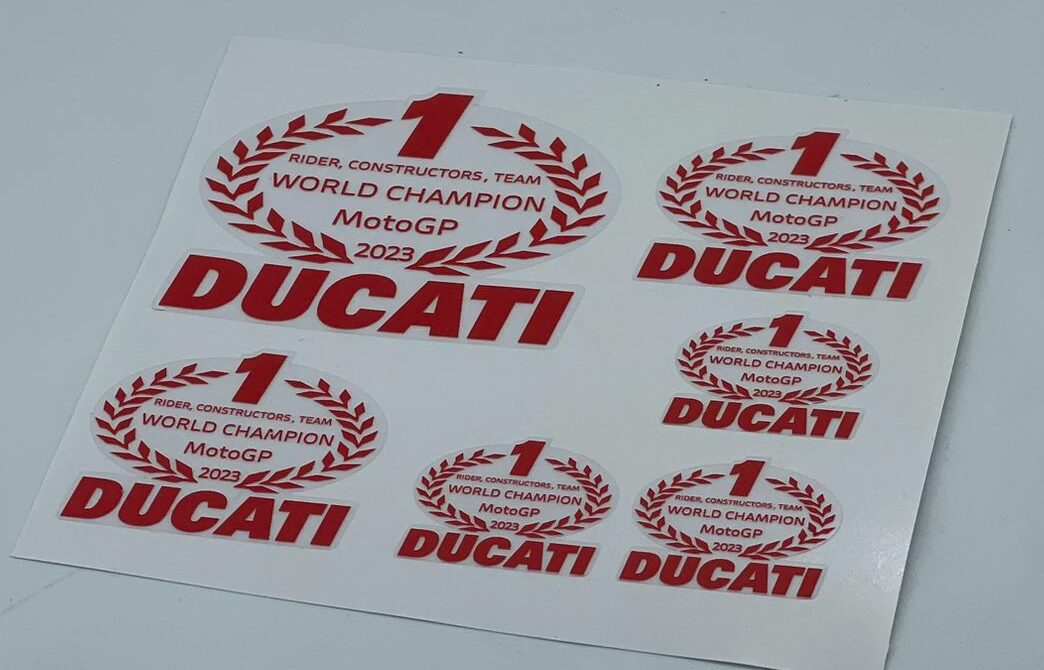 1
RIDER, CONSTRUCTORS, TEAM
WORLD CHAMPION
MotoGP
2023
DUCATI
1
RIDER, CONSTRUCTORS, TEAM
WORLD CHAMPION
MotoGP
2023
DUCATI
1
RIDER, CONSTRUCTORS, TEAM
WORLD CHAMPION
MotoGP
2023
DUCATI
1
RIDER, CONSTRUCTORS, TEAM
WORLD CHAMPION
MotoGP
2023
DUCATI
1
RIDER, CONSTRUCTORS, TEAM
WORLD CHAMPION
MotoGP
2023
DUCATI
1
RIDER, CONSTRUCTORS, TEAM
WORLD CHAMPION
MotoGP
2023
DUCATI